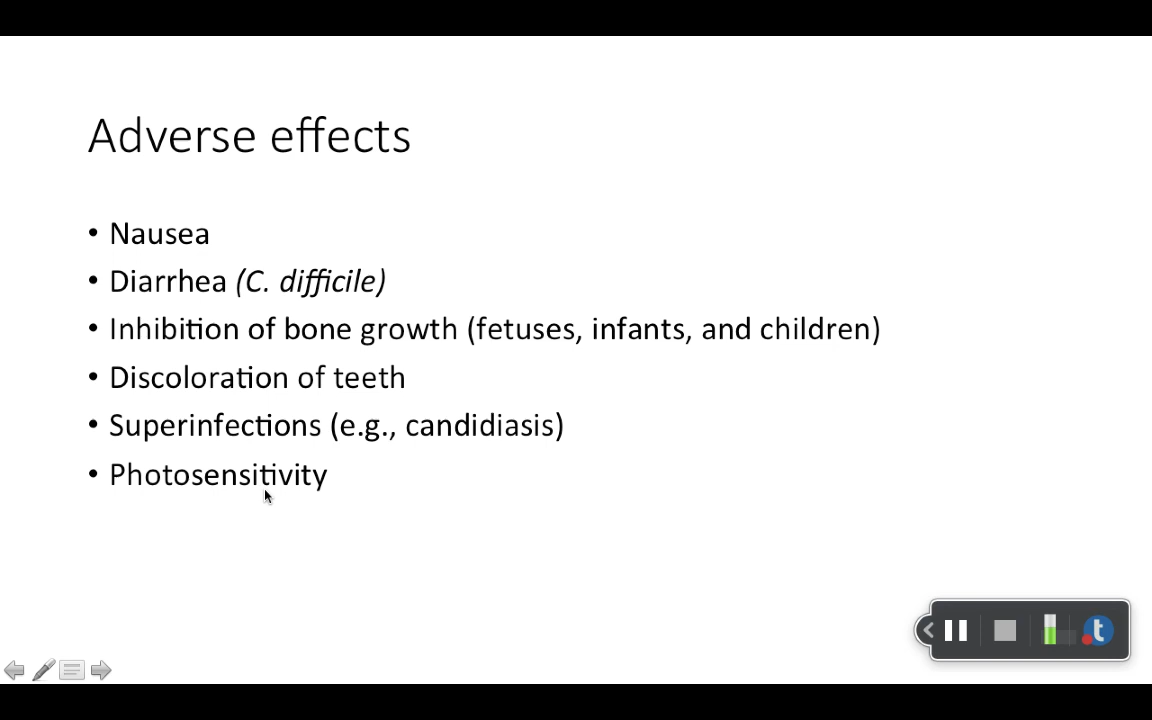 Adverse effects
• Nausea
• Diarrhea (C. difficile)
• Inhibition of bone growth (fetuses, infants, and children)
• Discoloration of teeth
• Superinfections (e.g., candidiasis)
• Photosensitivity
t